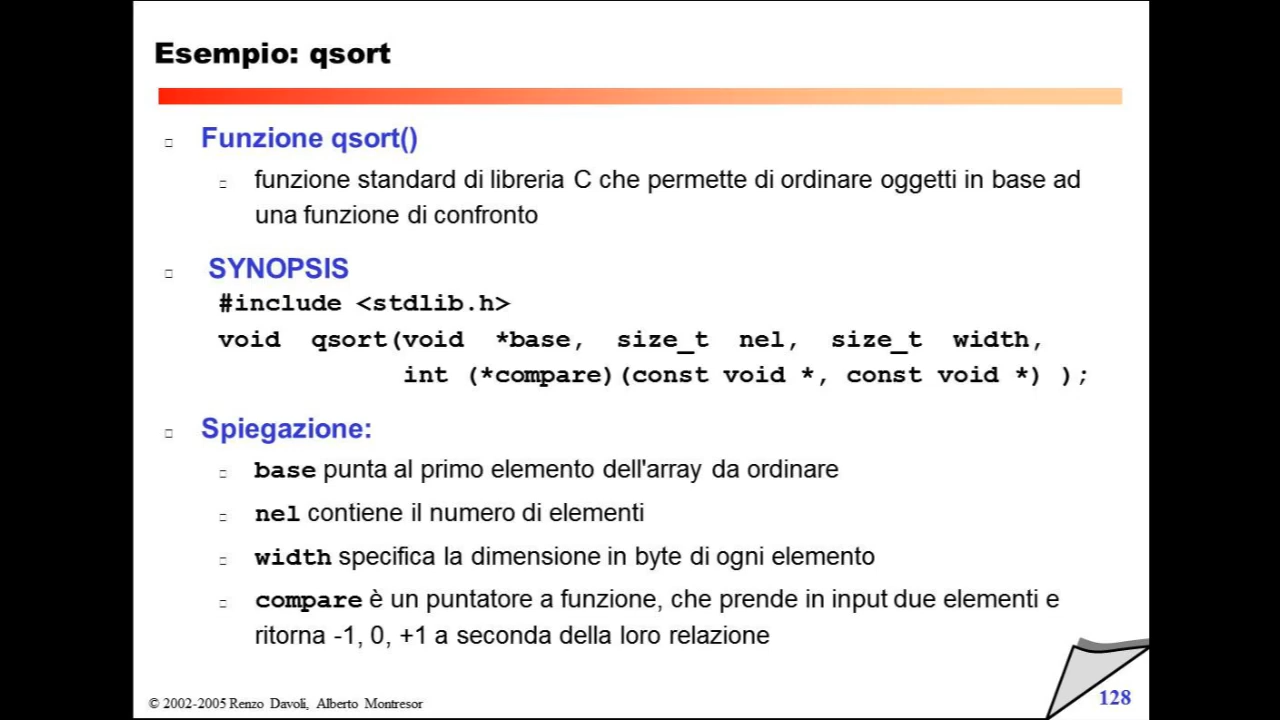 Esempio: qsort
Funzione qsort()
funzione standard di libreria C che permette di ordinare oggetti in base ad
una funzione di confronto
SYNOPSIS
#include <stdlib.h>
void qsort(void *base, size_t nel, size_t width,
int (*compare)(const void *, const void *) );
Spiegazione:
base punta al primo elemento dell'array da ordinare
nel contiene il numero di elementi
width specifica la dimensione in byte di ogni elemento
compare è un puntatore a funzione, che prende in input due elementi e
ritorna -1, 0, +1 a seconda della loro relazione
© 2002-2005 Renzo Davoli, Alberto Montresor
128